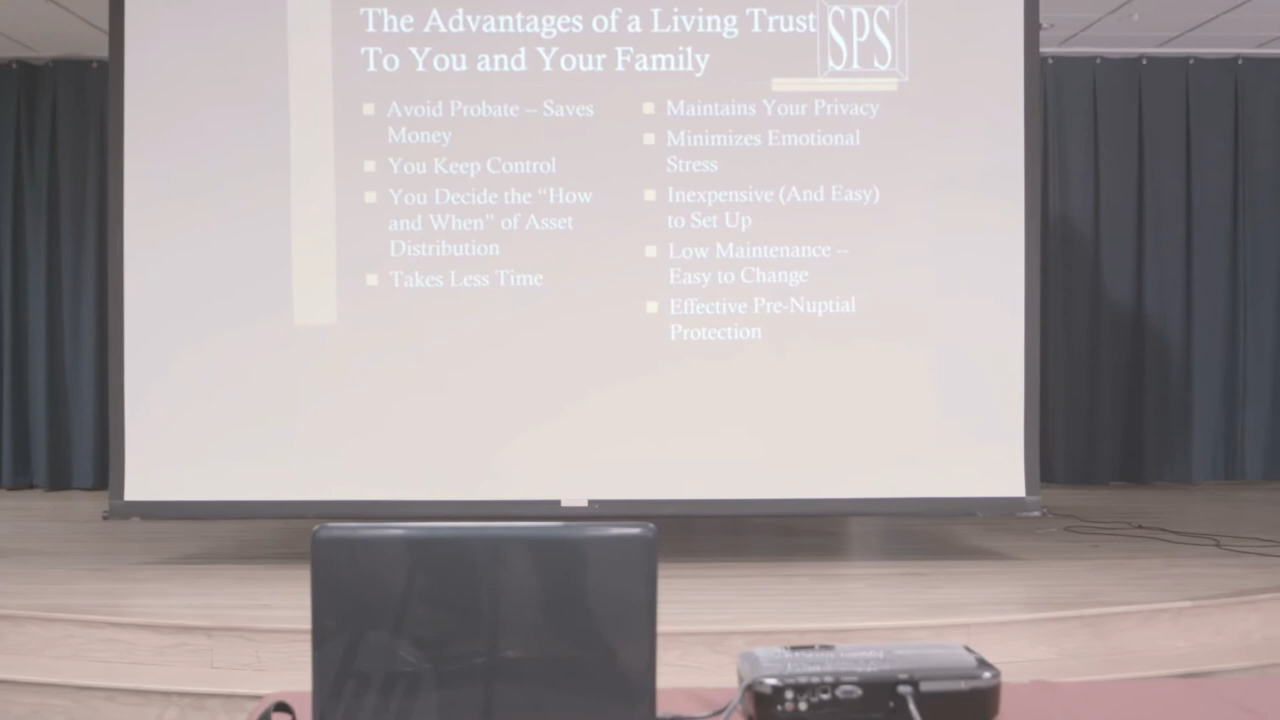 The Advantages of a Living Trust
To You and Your Family
SPS
Avoid Probate – Saves
Money
You Keep Control
You Decide the “How
and When” of Asset
Distribution
Takes Less Time
Maintains Your Privacy
Minimizes Emotional
Stress
Inexpensive (And Easy)
to Set Up
Low Maintenance --
Easy to Change
Effective Pre-Nuptial
Protection
hp